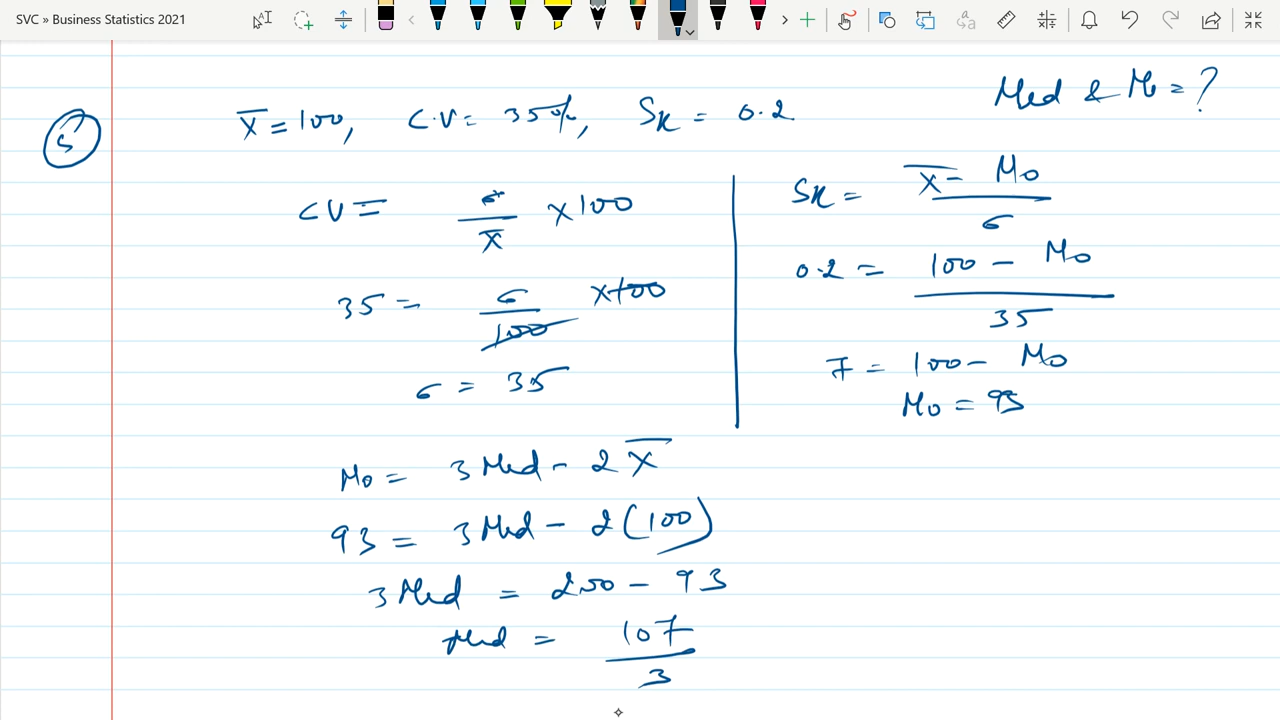 SVC » Business Statistics 2021
Med & Mo = ?
5
X̅ = 100, C.V = 35%, Sk = 0.2
CV = σ/X̅ ×100
35 = σ/100 ×100
σ = 35
Sk = X̅ - Mo/σ
0.2 = 100 - Mo/35
7 = 100 - Mo
Mo = 93
Mo = 3 Med - 2 X̅
93 = 3 Med - 2 (100)
3 Med = 200 - 93
Med = 107/3